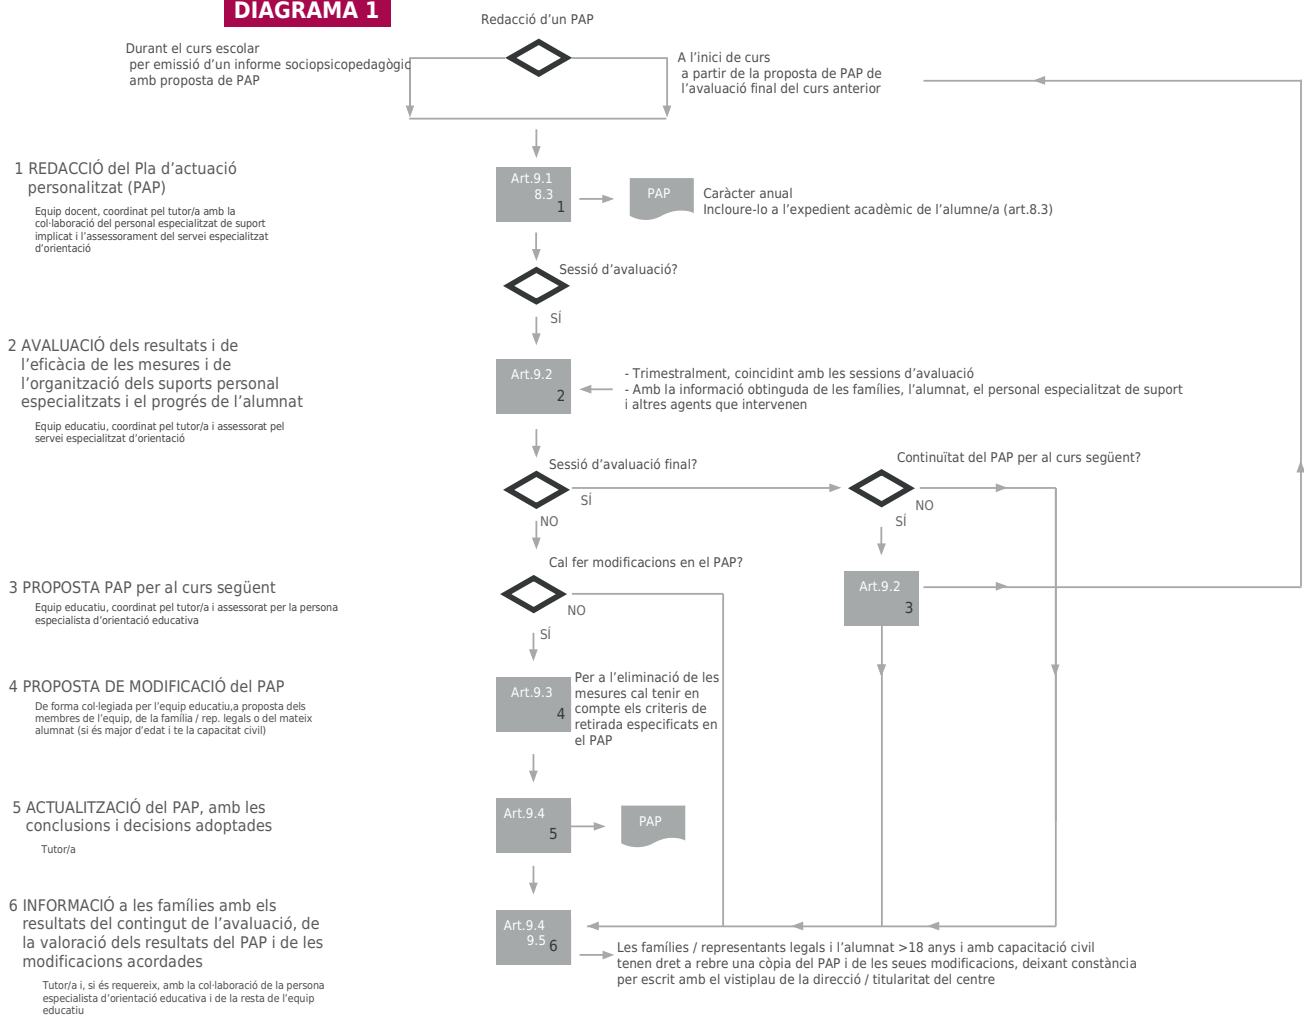 DIAGRAMA 1
Redacció d’un PAP
Durant el curs escolar
per emissió d’un informe sociopsicopedagògic
amb proposta de PAP
A l’inici de curs
a partir de la proposta de PAP de
l’avaluació final del curs anterior
1 REDACCIÓ del Pla d’actuació
personalitzat (PAP)
Equip docent, coordinat pel tutor/a amb la
col·laboració del personal especialitzat de suport
implicat i l’assessorament del servei especialitzat
d’orientació
Art.9.1
8.3
1
PAP
Caràcter anual
Incloure-lo a l’expedient acadèmic de l’alumne/a (art.8.3)
Sessió d’avaluació?
SÍ
2 AVALUACIÓ dels resultats i de
l’eficàcia de les mesures i de
l’organització dels suports personal
especialitzats i el progrés de l’alumnat
Equip educatiu, coordinat pel tutor/a i assessorat pel
servei especialitzat d’orientació
Art.9.2
2
- Trimestralment, coincidint amb les sessions d’avaluació
- Amb la informació obtinguda de les famílies, l’alumnat, el personal especialitzat de suport
i altres agents que intervenen
Sessió d’avaluació final?
SÍ
NO
Continuïtat del PAP per al curs següent?
NO
SÍ
Cal fer modificacions en el PAP?
NO
SÍ
3 PROPOSTA PAP per al curs següent
Equip educatiu, coordinat pel tutor/a i assessorat per la persona
especialista d’orientació educativa
Art.9.2
3
4 PROPOSTA DE MODIFICACIÓ del PAP
De forma col·legiada per l’equip educatiu,a proposta dels
membres de l’equip, de la família / rep. legals o del mateix
alumnat (si és major d’edat i te la capacitat civil)
Art.9.3
4
Per a l’eliminació de les
mesures cal tenir en
compte els criteris de
retirada especificats en
el PAP
5 ACTUALITZACIÓ del PAP, amb les
conclusions i decisions adoptades
Tutor/a
Art.9.4
5
PAP
6 INFORMACIÓ a les famílies amb els
resultats del contingut de l’avaluació, de
la valoració dels resultats del PAP i de les
modificacions acordades
Tutor/a i, si és requereix, amb la col·laboració de la persona
especialista d’orientació educativa i de la resta de l’equip
educatiu
Art.9.4
9.5
6
Les famílies / representants legals i l’alumnat >18 anys i amb capacitació civil
tenen dret a rebre una còpia del PAP i de les seues modificacions, deixant constància
per escrit amb el vistiplau de la direcció / titularitat del centre